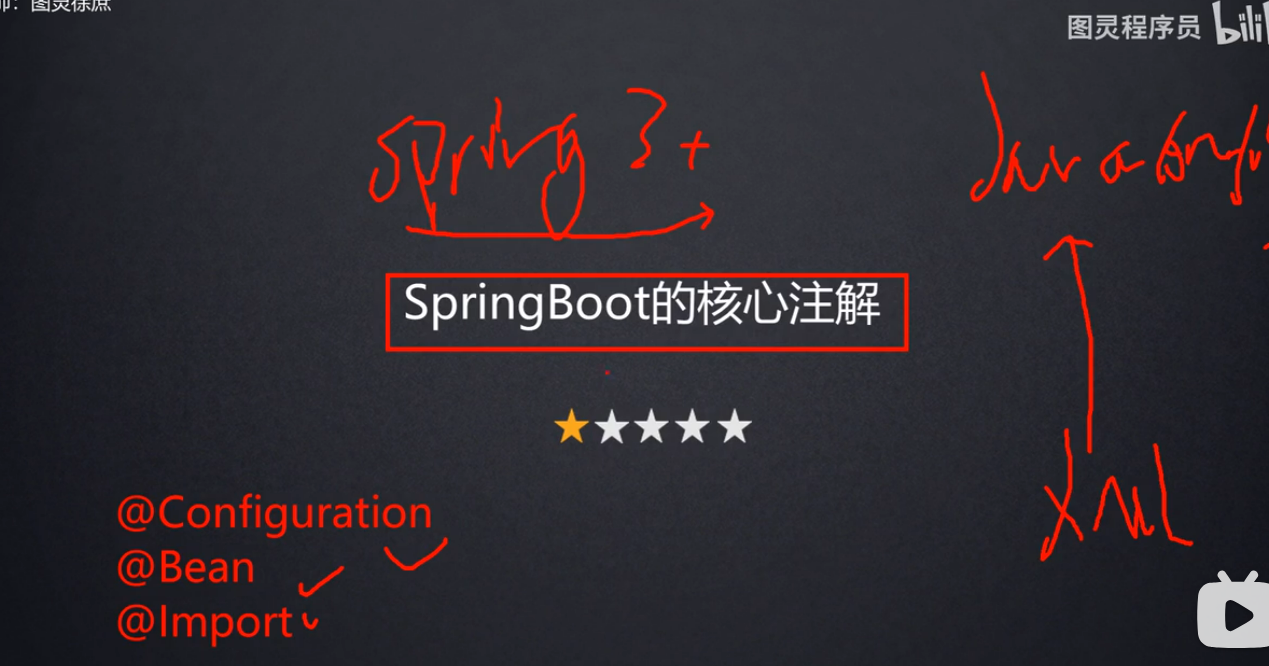 师：图灵徐庶
图灵程序员 bili
Spring 3+
Java Config
SpringBoot的核心注解
@Configuration
@Bean
@Import
XML